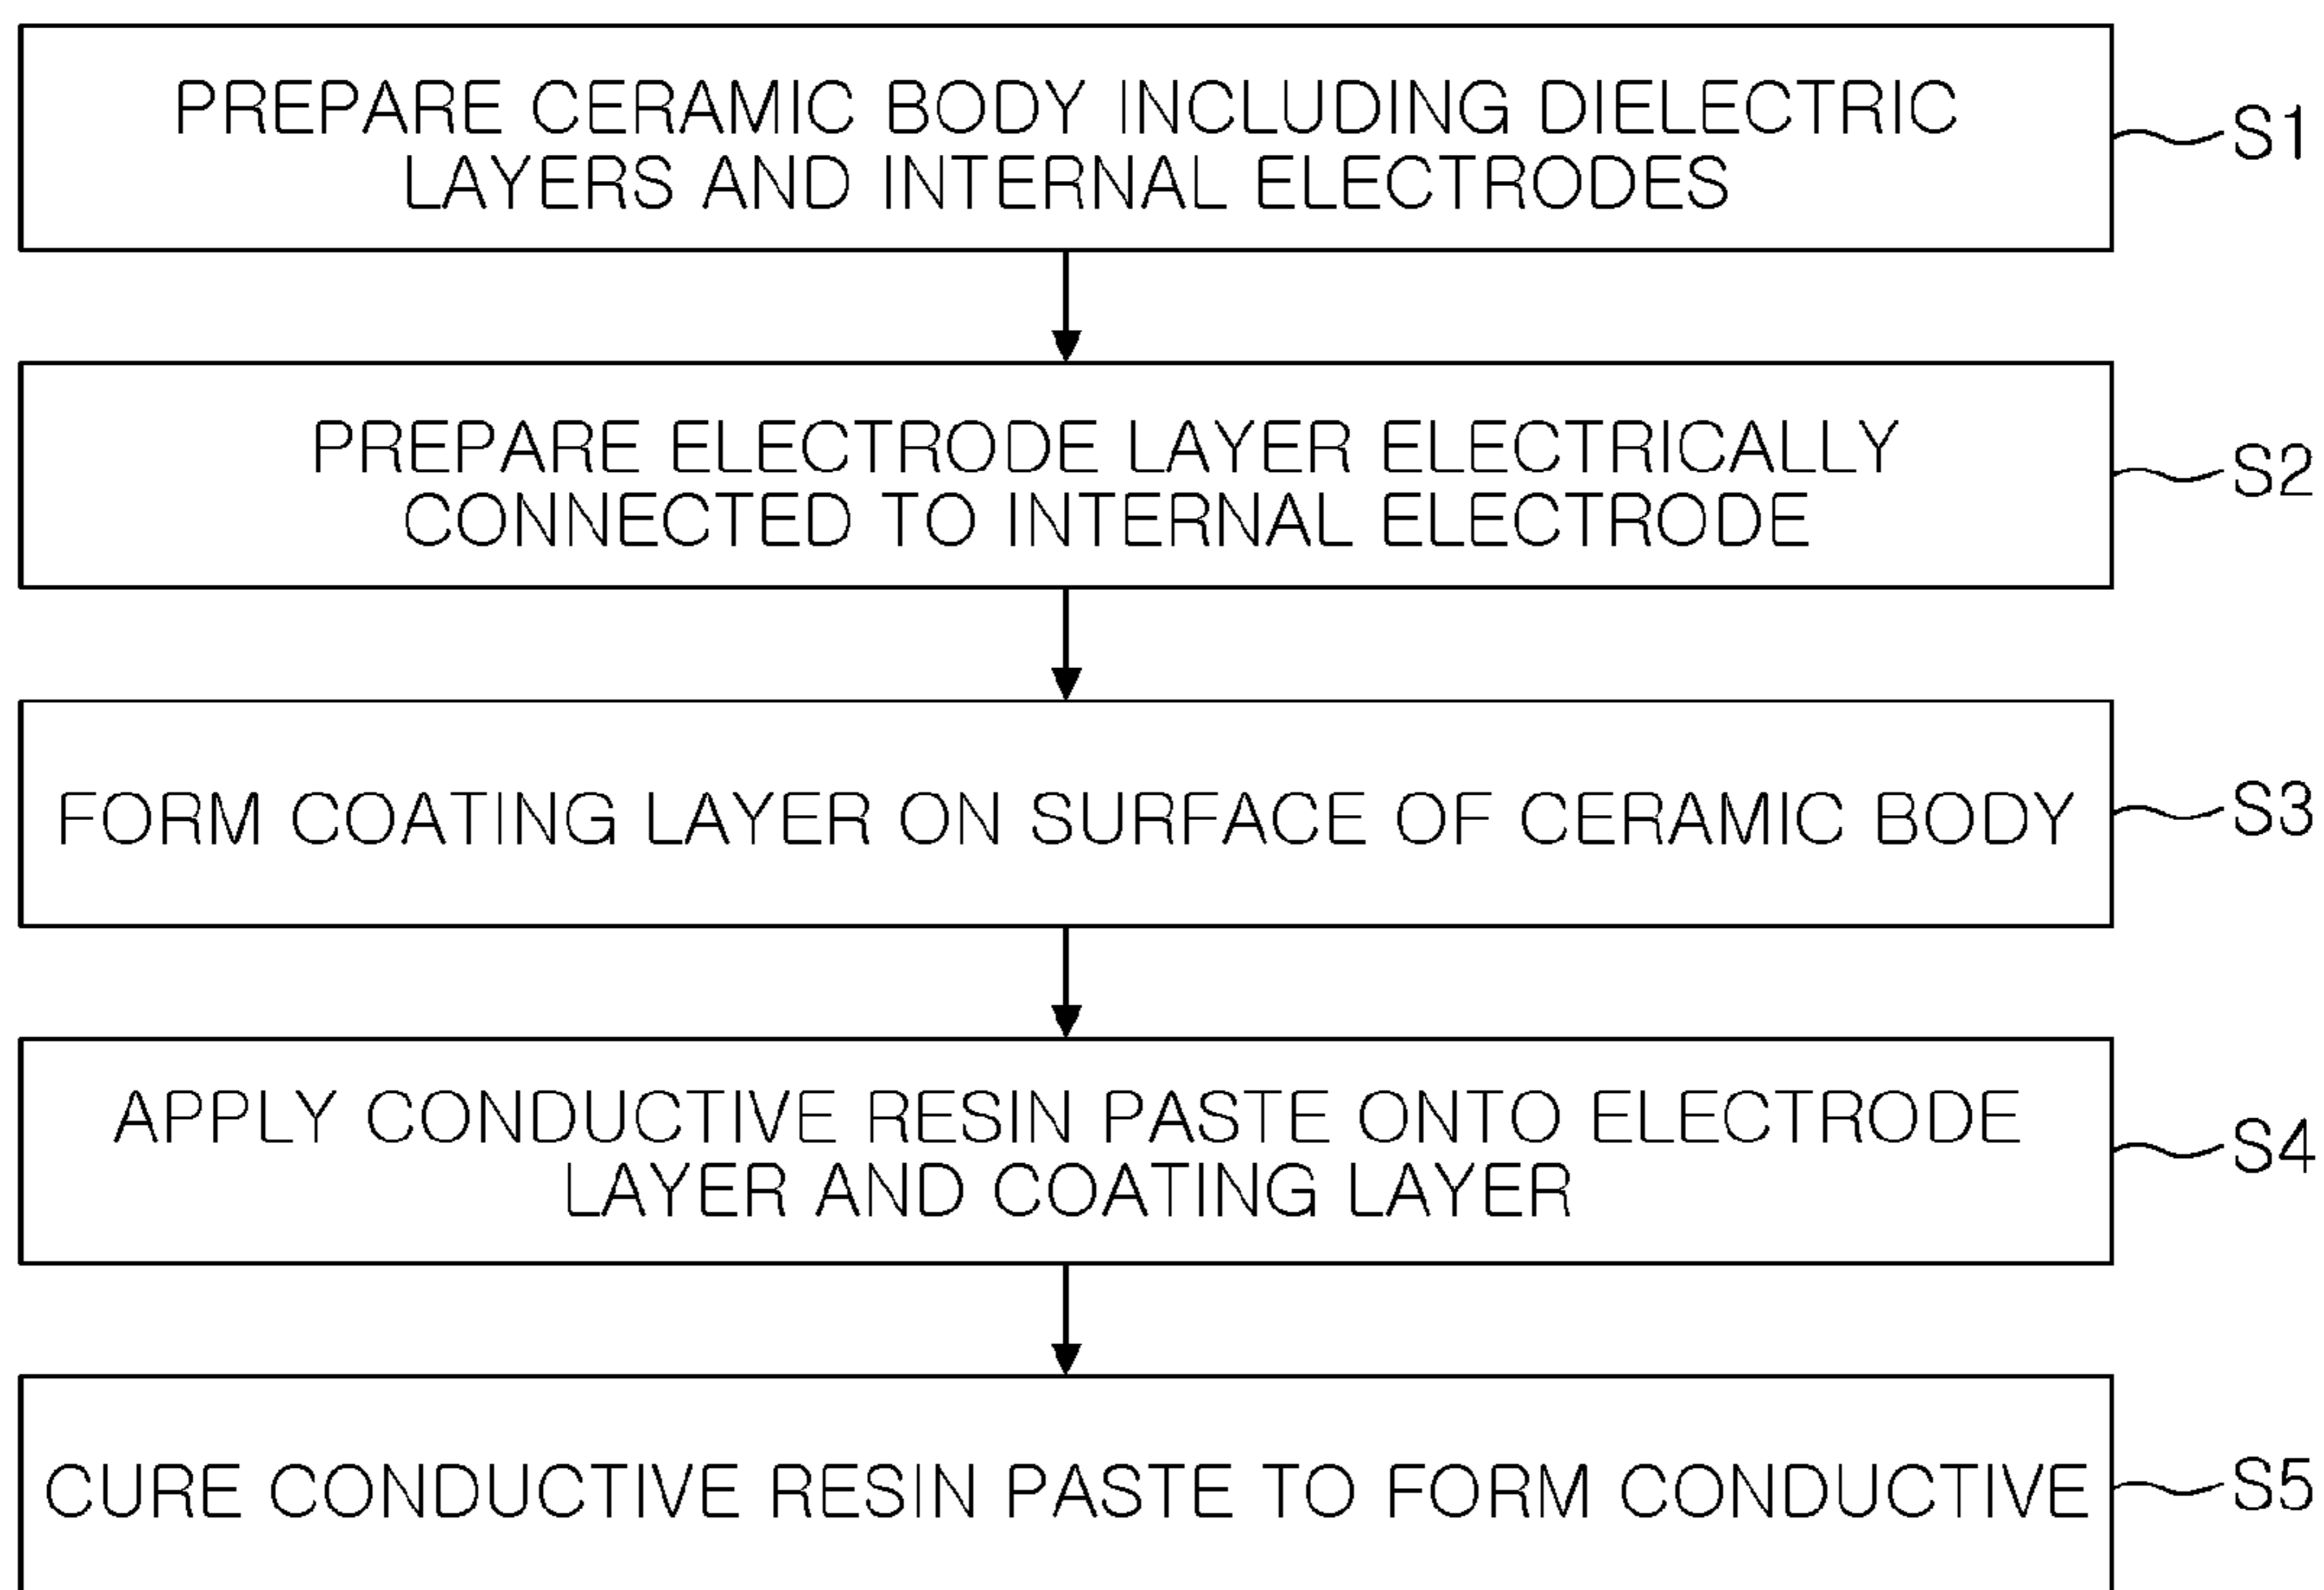 PREPARE CERAMIC BODY INCLUDING DIELECTRIC
LAYERS AND INTERNAL ELECTRODES
S1
PREPARE ELECTRODE LAYER ELECTRICALLY
CONNECTED TO INTERNAL ELECTRODE
S2
FORM COATING LAYER ON SURFACE OF CERAMIC BODY
S3
APPLY CONDUCTIVE RESIN PASTE ONTO ELECTRODE
LAYER AND COATING LAYER
S4
CURE CONDUCTIVE RESIN PASTE TO FORM CONDUCTIVE
S5